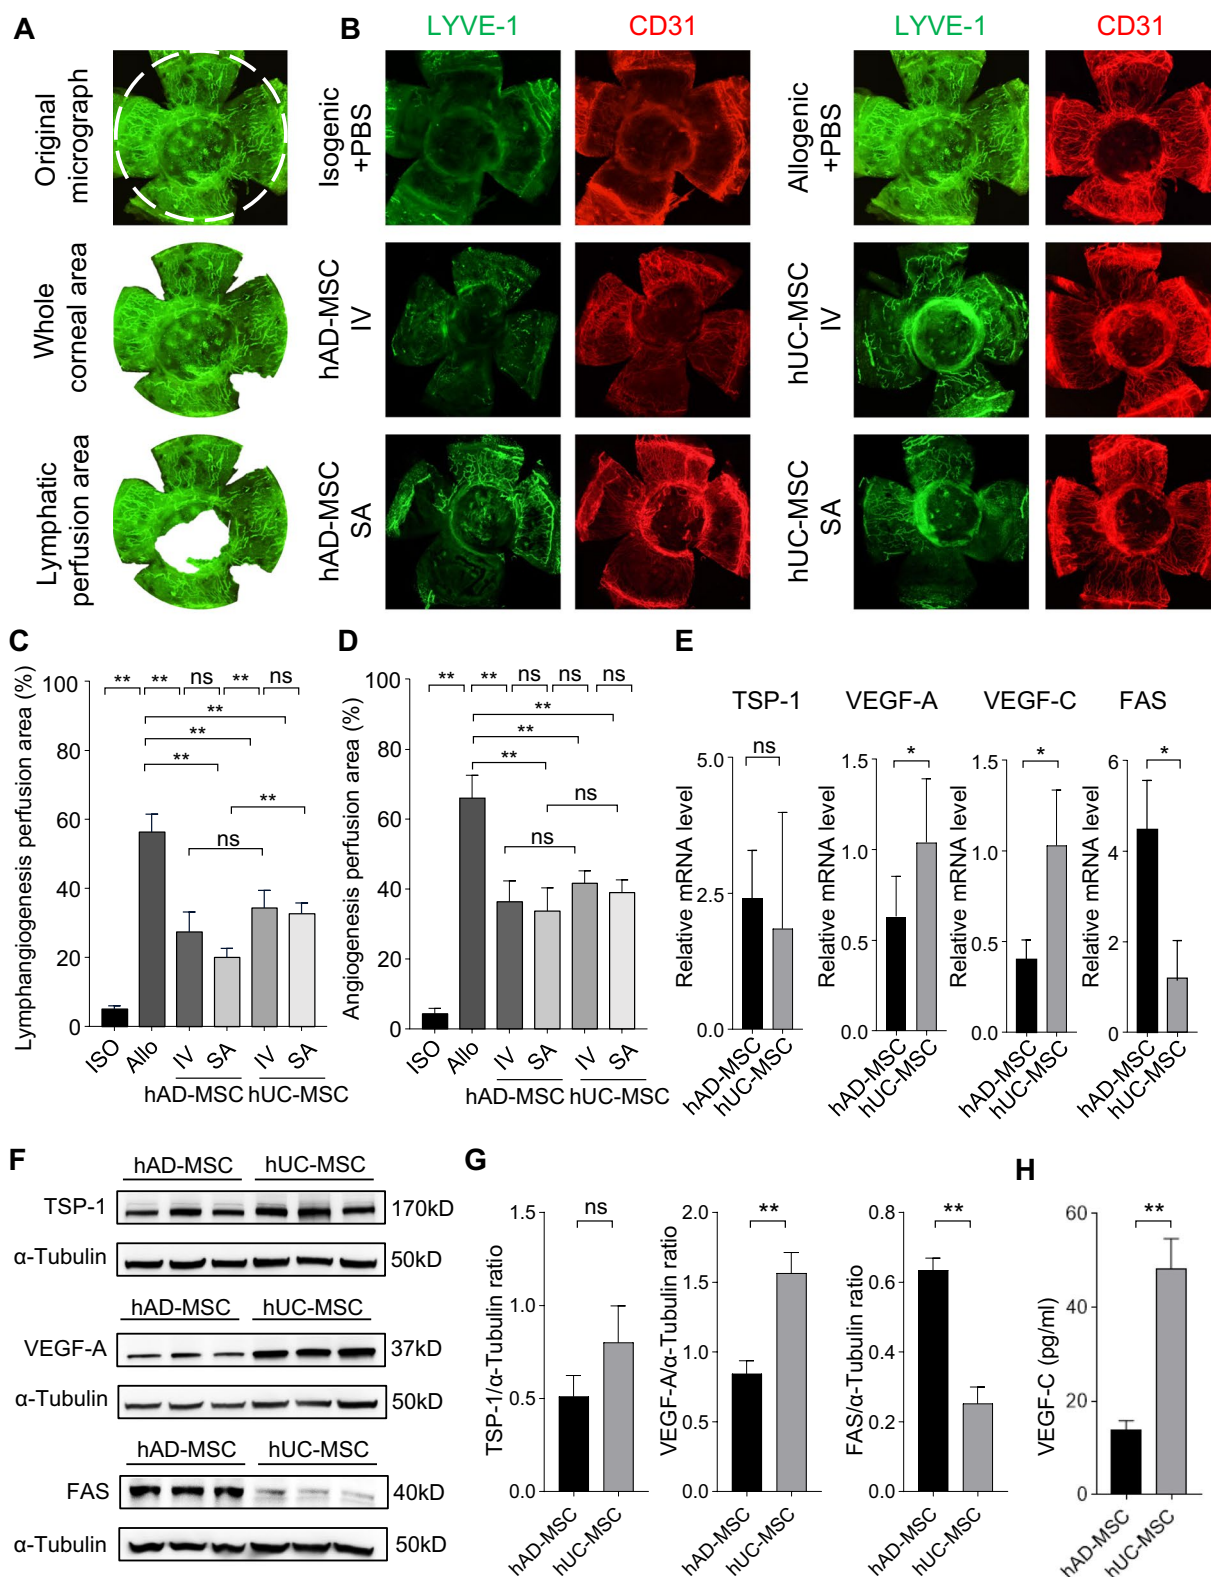 A
Original
micrograph
Whole
corneal area
Lymphatic
perfusion area
B
LYVE-1
CD31
LYVE-1
CD31
Isogenic
+PBS
Allogenic
+PBS
hAD-MSC
IV
hUC-MSC
IV
hAD-MSC
SA
hUC-MSC
SA
C
Lymphangiogenesis perfusion area (%)
100
80
60
40
20
0
** ** ns ** ns
**
**
**
**
ns
ISO Allo IV SA IV SA
hAD-MSC hUC-MSC
D
Angiogenesis perfusion area (%)
100
80
60
40
20
0
** ** ns ns ns
**
**
**
ns
ns
ISO Allo IV SA IV SA
hAD-MSC hUC-MSC
E
TSP-1
Relative mRNA level
5.0
2.5
0.0
ns
hAD-MSC
hUC-MSC
VEGF-A
Relative mRNA level
1.5
1.0
0.5
0.0
*
hAD-MSC
hUC-MSC
VEGF-C
Relative mRNA level
1.5
1.0
0.5
0.0
*
hAD-MSC
hUC-MSC
FAS
Relative mRNA level
6
4
2
0
*
hAD-MSC
hUC-MSC
F
hAD-MSC hUC-MSC
TSP-1 170kD
α-Tubulin 50kD
hAD-MSC hUC-MSC
VEGF-A 37kD
α-Tubulin 50kD
hAD-MSC hUC-MSC
FAS 40kD
α-Tubulin 50kD
G
TSP-1/α-Tubulin ratio
1.5
1.0
0.5
0.0
ns
hAD-MSC
hUC-MSC
VEGF-A/α-Tubulin ratio
2.0
1.5
1.0
0.5
0.0
**
hAD-MSC
hUC-MSC
FAS/α-Tubulin ratio
0.8
0.6
0.4
0.2
0.0
**
hAD-MSC
hUC-MSC
H
VEGF-C (pg/ml)
60
40
20
0
**
hAD-MSC
hUC-MSC